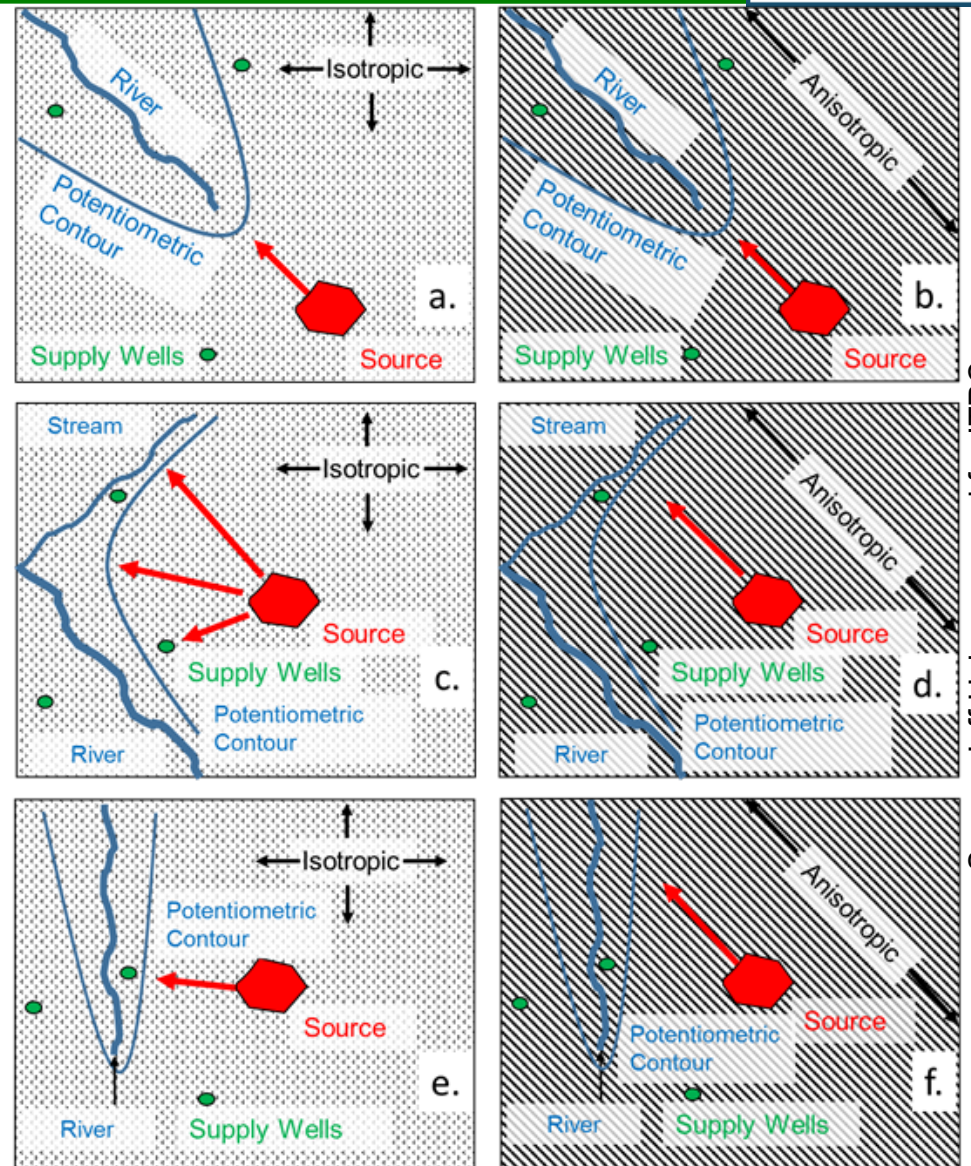 River
Isotropic
Potentiometric
Contour
a.
Supply Wells
Source
River
Anisotropic
Potentiometric
Contour
b.
Supply Wells
Source
Stream
Isotropic
Source
Supply Wells
c.
Potentiometric
Contour
River
Stream
Anisotropic
Source
Supply Wells
d.
Potentiometric
Contour
River
Isotropic
Potentiometric
Contour
Source
e.
River
Supply Wells
Anisotropic
Source
Potentiometric
Contour
f.
River
Supply Wells